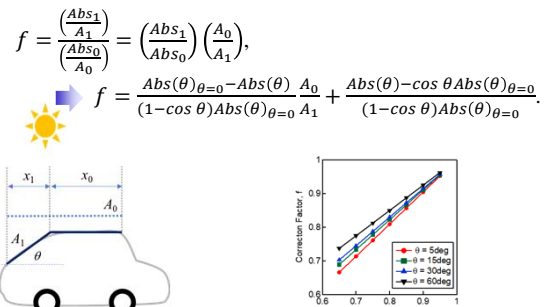 f = (Abs₁/A₁)/(Abs₀/A₀) = (Abs₁/Abs₀)(A₀/A₁),
f = (Abs(θ)_{θ=0}−Abs(θ))/((1−cos θ)Abs(θ)_{θ=0}) A₀/A₁ + (Abs(θ)−cos θAbs(θ)_{θ=0})/((1−cos θ)Abs(θ)_{θ=0}).
x₁ x₀
A₀
A₁
θ
Correction Factor, f
1
0.9
0.8
0.7
0.6
θ = 5deg
θ = 15deg
θ = 30deg
θ = 60deg
0.6 0.7 0.8 0.9 1